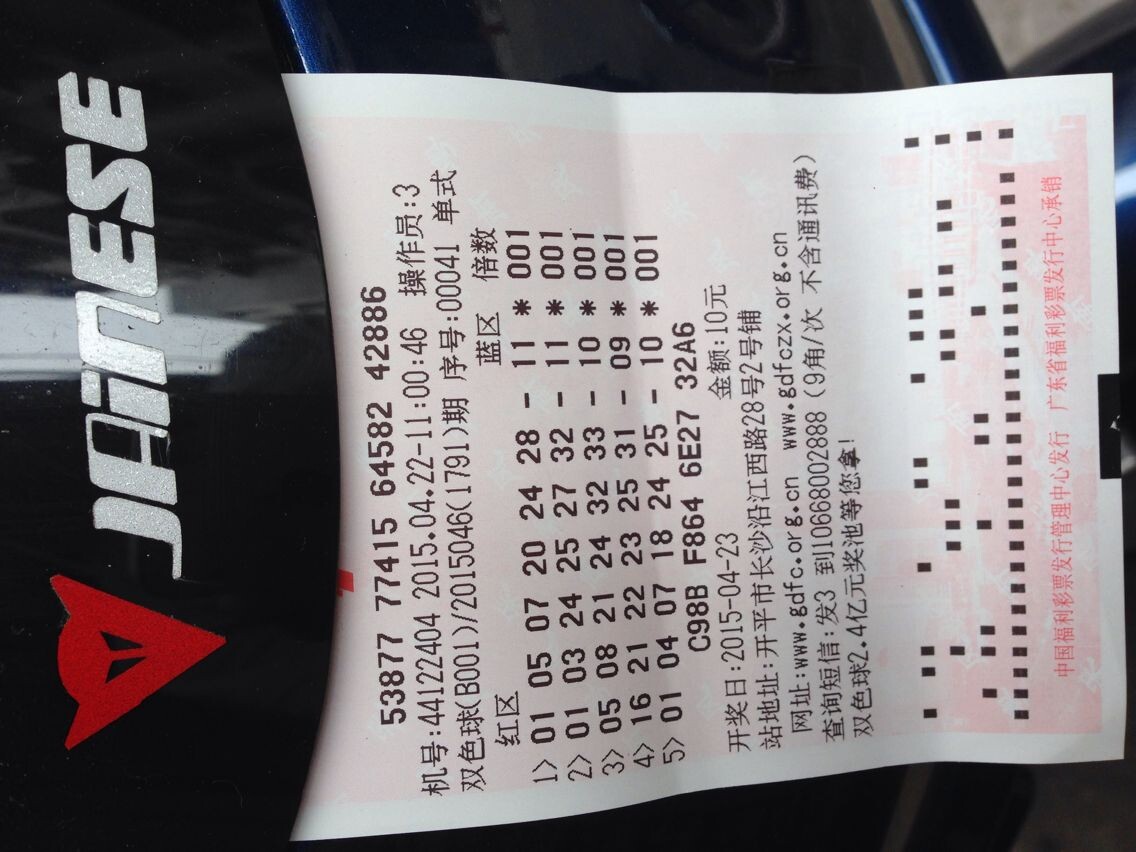 JAinESE
53877 77415 64582 42886
机号:44122404 2015.04.22-11:00:46 操作员:3
双色球(B001)/2015046(1791)期 序号:00041 单式
红区 蓝区 倍数
1> 01 05 07 20 24 28 - 11 * 001
2> 01 03 24 25 27 32 - 11 * 001
3> 05 08 21 24 32 33 - 10 * 001
4> 16 21 22 23 25 31 - 09 * 001
5> 01 04 07 18 24 25 - 10 * 001
C98B F864 6E27 32A6
开奖日:2015-04-23 金额:10元
站地址:开平市长沙沿江西路28号2号铺
网址:www.gdfc.org.cn www.gdfczx.org.cn
查询短信:发3 到10668002888(9角/次 不含通讯费)
双色球2.4亿元奖池等您拿!
中国福利彩票发行管理中心发行 广东省福利彩票发行中心承销